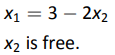 x₁ = 3 − 2x₂
x₂ is free.